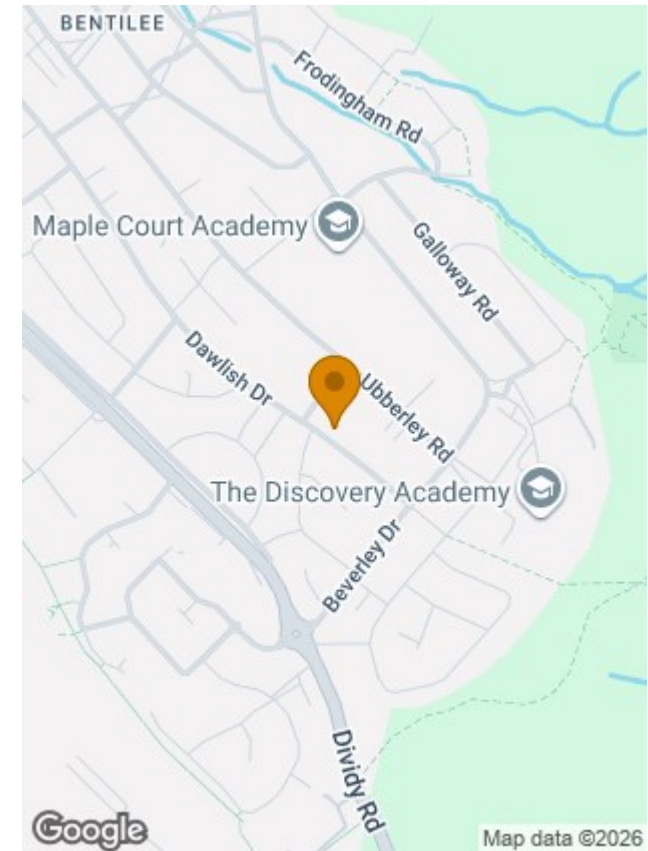 BENTILEE
Frodingham Rd
Maple Court Academy
Galloway Rd
Dawlish Dr
Ubberley Rd
The Discovery Academy
Beverley Dr
Dividy Rd
Google
Map data ©2026